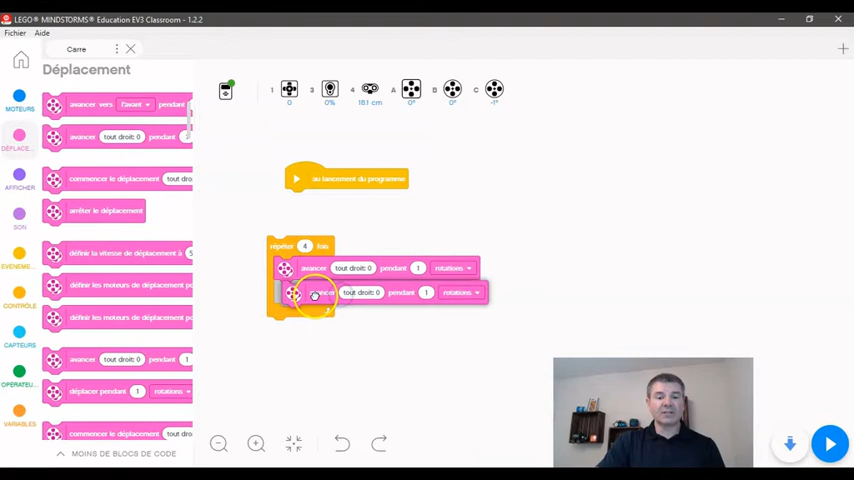 LEGO® MINDSTORMS® Education EV3 Classroom - 1.2.2
Fichier Aide
Carre
Déplacement
1 3 4 A B C
0 0% 18.1 cm 0° 0° -1°
MOTEURS
DÉPLACE...
AFFICHER
SON
ÉVÉNEME...
CONTRÔLE
CAPTEURS
OPÉRATEU...
VARIABLES
avancer vers l'avant pendant
avancer tout droit: 0 pendant
commencer le déplacement tout dro
arrêter le déplacement
définir la vitesse de déplacement à 5
définir les moteurs de déplacement
définir les moteurs de déplacement
avancer tout droit: 0 pendant 1
déplacer pendant 1 rotations
commencer le déplacement tout droi
MOINS DE BLOCS DE CODE
au lancement du programme
répéter 4 fois
avancer tout droit: 0 pendant 1 rotations
tout droit: 0 pendant 1 rotations